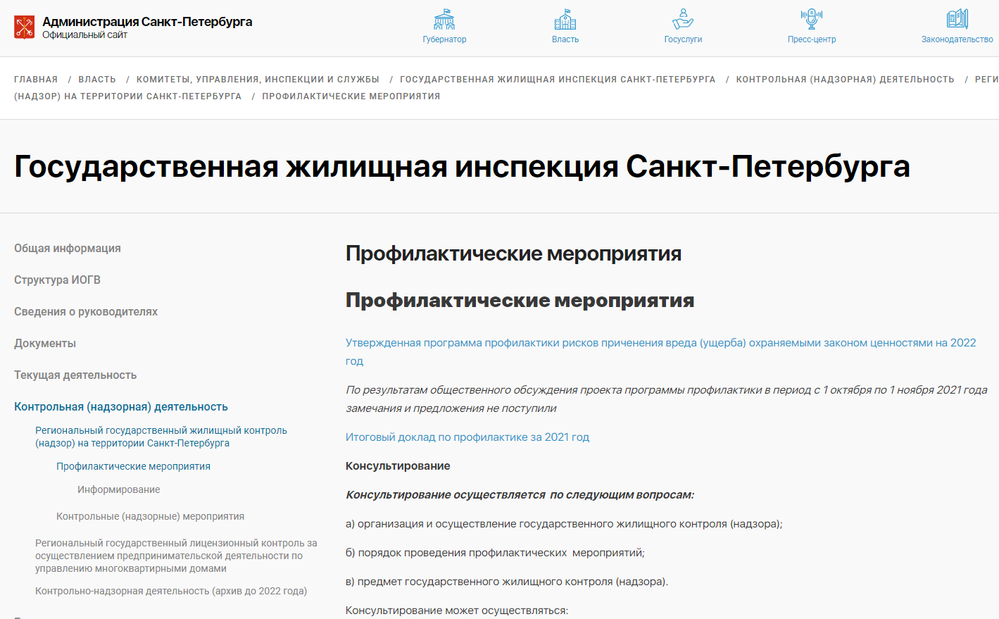 Администрация Санкт-Петербурга
Официальный сайт
Губернатор
Власть
Госуслуги
Пресс-центр
Законодательство
ГЛАВНАЯ / ВЛАСТЬ / КОМИТЕТЫ, УПРАВЛЕНИЯ, ИНСПЕКЦИИ И СЛУЖБЫ / ГОСУДАРСТВЕННАЯ ЖИЛИЩНАЯ ИНСПЕКЦИЯ САНКТ-ПЕТЕРБУРГА / КОНТРОЛЬНАЯ (НАДЗОРНАЯ) ДЕЯТЕЛЬНОСТЬ / РЕГИ
(НАДЗОР) НА ТЕРРИТОРИИ САНКТ-ПЕТЕРБУРГА / ПРОФИЛАКТИЧЕСКИЕ МЕРОПРИЯТИЯ
Государственная жилищная инспекция Санкт-Петербурга
Общая информация
Структура ИОГВ
Сведения о руководителях
Документы
Текущая деятельность
Контрольная (надзорная) деятельность
Региональный государственный жилищный контроль
(надзор) на территории Санкт-Петербурга
Профилактические мероприятия
Информирование
Контрольные (надзорные) мероприятия
Региональный государственный лицензионный контроль за
осуществлением предпринимательской деятельности по
управлению многоквартирными домами
Контрольно-надзорная деятельность (архив до 2022 года)
Профилактические мероприятия
Профилактические мероприятия
Утвержденная программа профилактики рисков приченения вреда (ущерба) охраняемыми законом ценностями на 2022
год
По результатам общественного обсуждения проекта программы профилактики в период с 1 октября по 1 ноября 2021 года
замечания и предложения не поступили
Итоговый доклад по профилактике за 2021 год
Консультирование
Консультирование осуществляется по следующим вопросам:
а) организация и осуществление государственного жилищного контроля (надзора);
б) порядок проведения профилактических мероприятий;
в) предмет государственного жилищного контроля (надзора).
Консультирование может осуществляться: